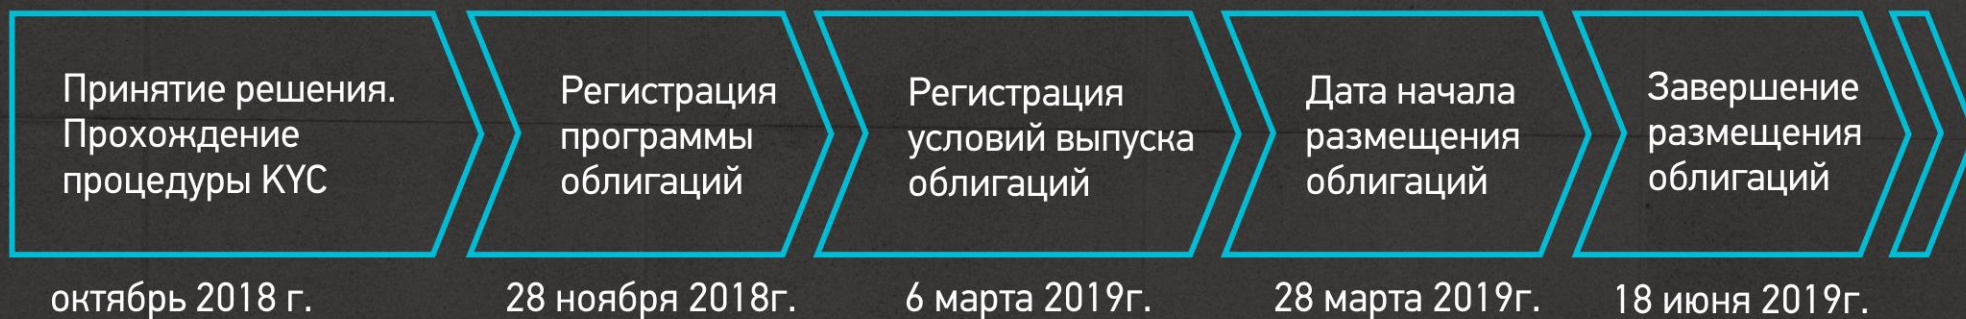 Принятие решения.
Прохождение
процедуры KYC
октябрь 2018 г.
Регистрация
программы
облигаций
28 ноября 2018г.
Регистрация
условий выпуска
облигаций
6 марта 2019г.
Дата начала
размещения
облигаций
28 марта 2019г.
Завершение
размещения
облигаций
18 июня 2019г.